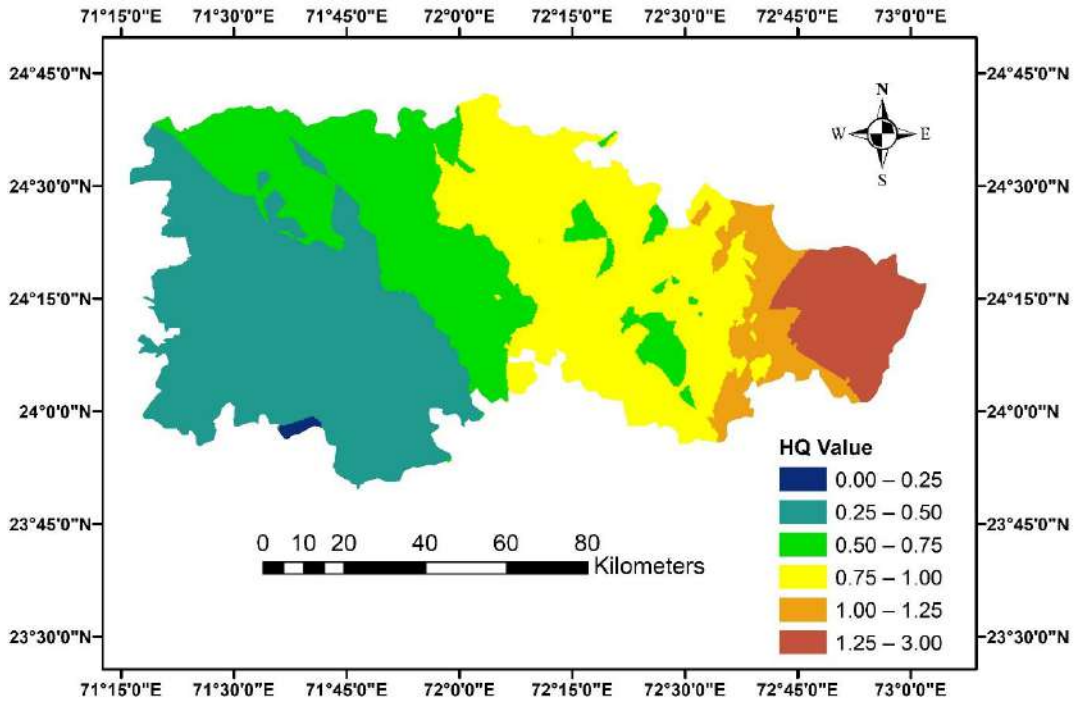 71°15'0"E 71°30'0"E 71°45'0"E 72°0'0"E 72°15'0"E 72°30'0"E 72°45'0"E 73°0'0"E
24°45'0"N 24°45'0"N
N
W E
S
24°30'0"N 24°30'0"N
24°15'0"N 24°15'0"N
24°0'0"N 24°0'0"N
HQ Value
0.00 – 0.25
0.25 – 0.50
23°45'0"N 23°45'0"N
0.50 – 0.75
0 10 20 40 60 80
Kilometers
0.75 – 1.00
1.00 – 1.25
23°30'0"N 23°30'0"N
1.25 – 3.00
71°15'0"E 71°30'0"E 71°45'0"E 72°0'0"E 72°15'0"E 72°30'0"E 72°45'0"E 73°0'0"E